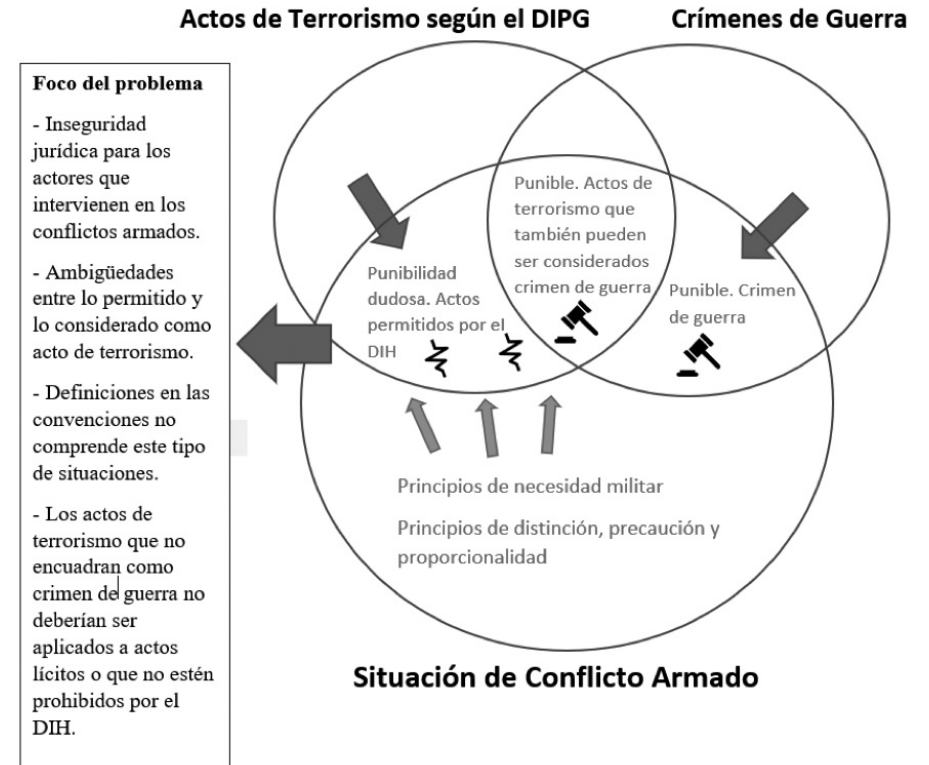 Actos de Terrorismo según el DIPG
Crímenes de Guerra
Foco del problema
- Inseguridad
jurídica para los
actores que
intervienen en los
conflictos armados.
- Ambigüedades
entre lo permitido y
lo considerado como
acto de terrorismo.
- Definiciones en las
convenciones no
comprende este tipo
de situaciones.
- Los actos de
terrorismo que no
encuadran como
crimen de guerra no
deberían ser
aplicados a actos
lícitos o que no estén
prohibidos por el
DIH.
Punibilidad
dudosa. Actos
permitidos por el
DIH
Punible. Actos de
terrorismo que
también pueden
ser considerados
crimen de guerra
Punible. Crimen
de guerra
Principios de necesidad militar
Principios de distinción, precaución y
proporcionalidad
Situación de Conflicto Armado